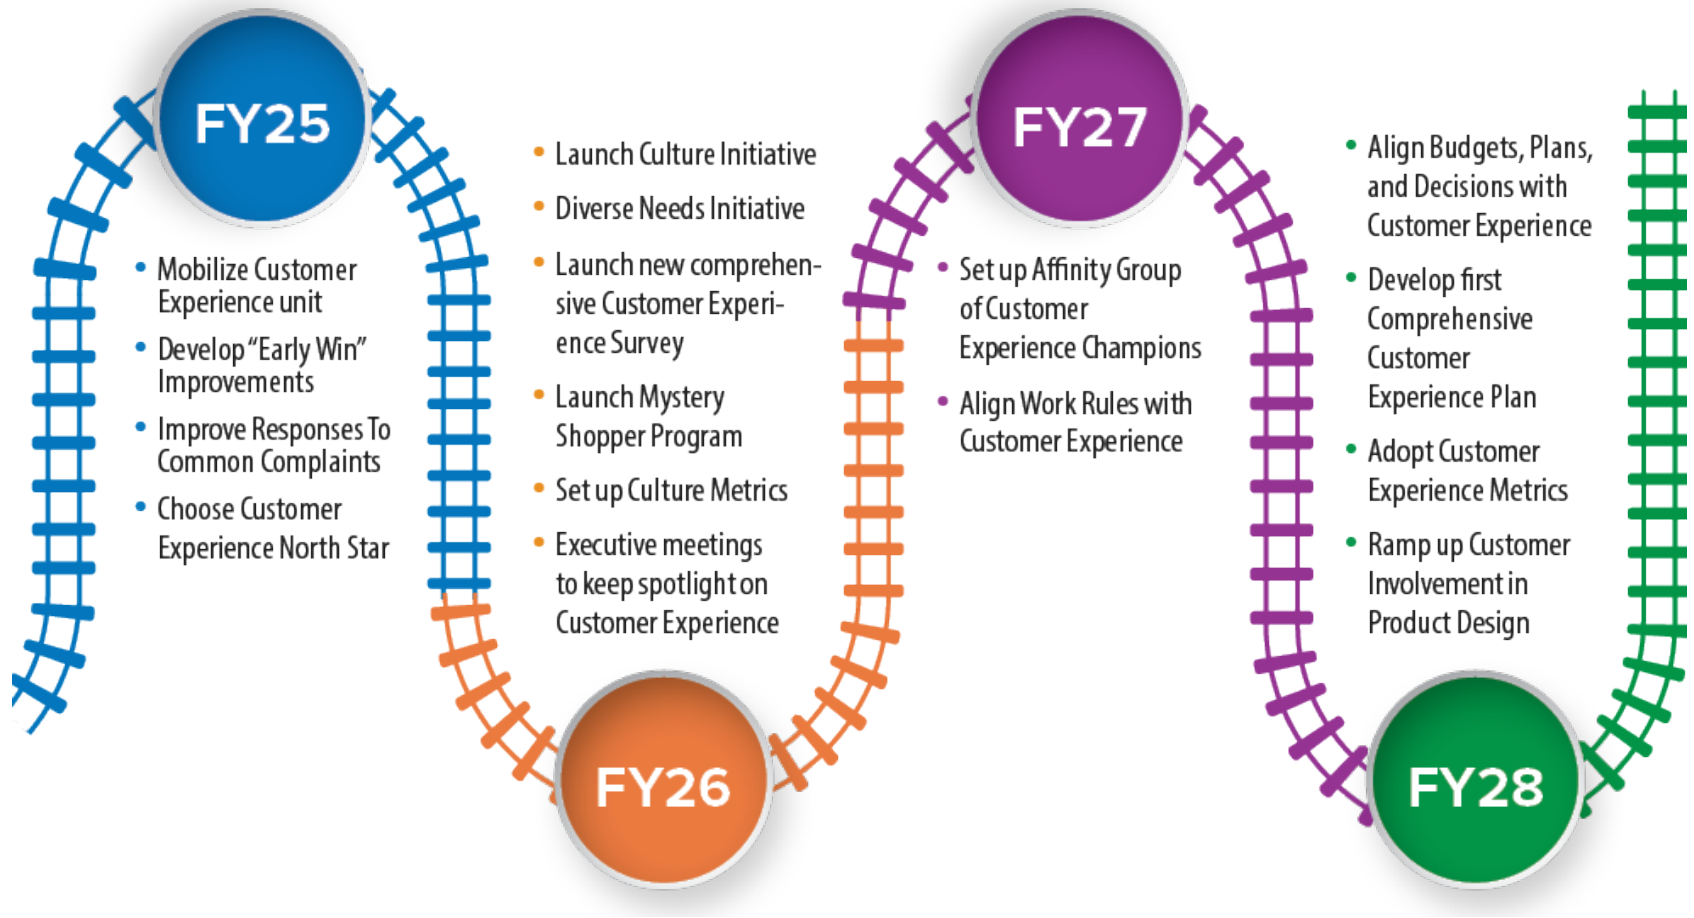 FY25
• Mobilize Customer
Experience unit
• Develop “Early Win”
Improvements
• Improve Responses To
Common Complaints
• Choose Customer
Experience North Star
• Launch Culture Initiative
• Diverse Needs Initiative
• Launch new comprehen-
sive Customer Experi-
ence Survey
• Launch Mystery
Shopper Program
• Set up Culture Metrics
• Executive meetings
to keep spotlight on
Customer Experience
FY26
FY27
• Set up Affinity Group
of Customer
Experience Champions
• Align Work Rules with
Customer Experience
• Align Budgets, Plans,
and Decisions with
Customer Experience
• Develop first
Comprehensive
Customer
Experience Plan
• Adopt Customer
Experience Metrics
• Ramp up Customer
Involvement in
Product Design
FY28